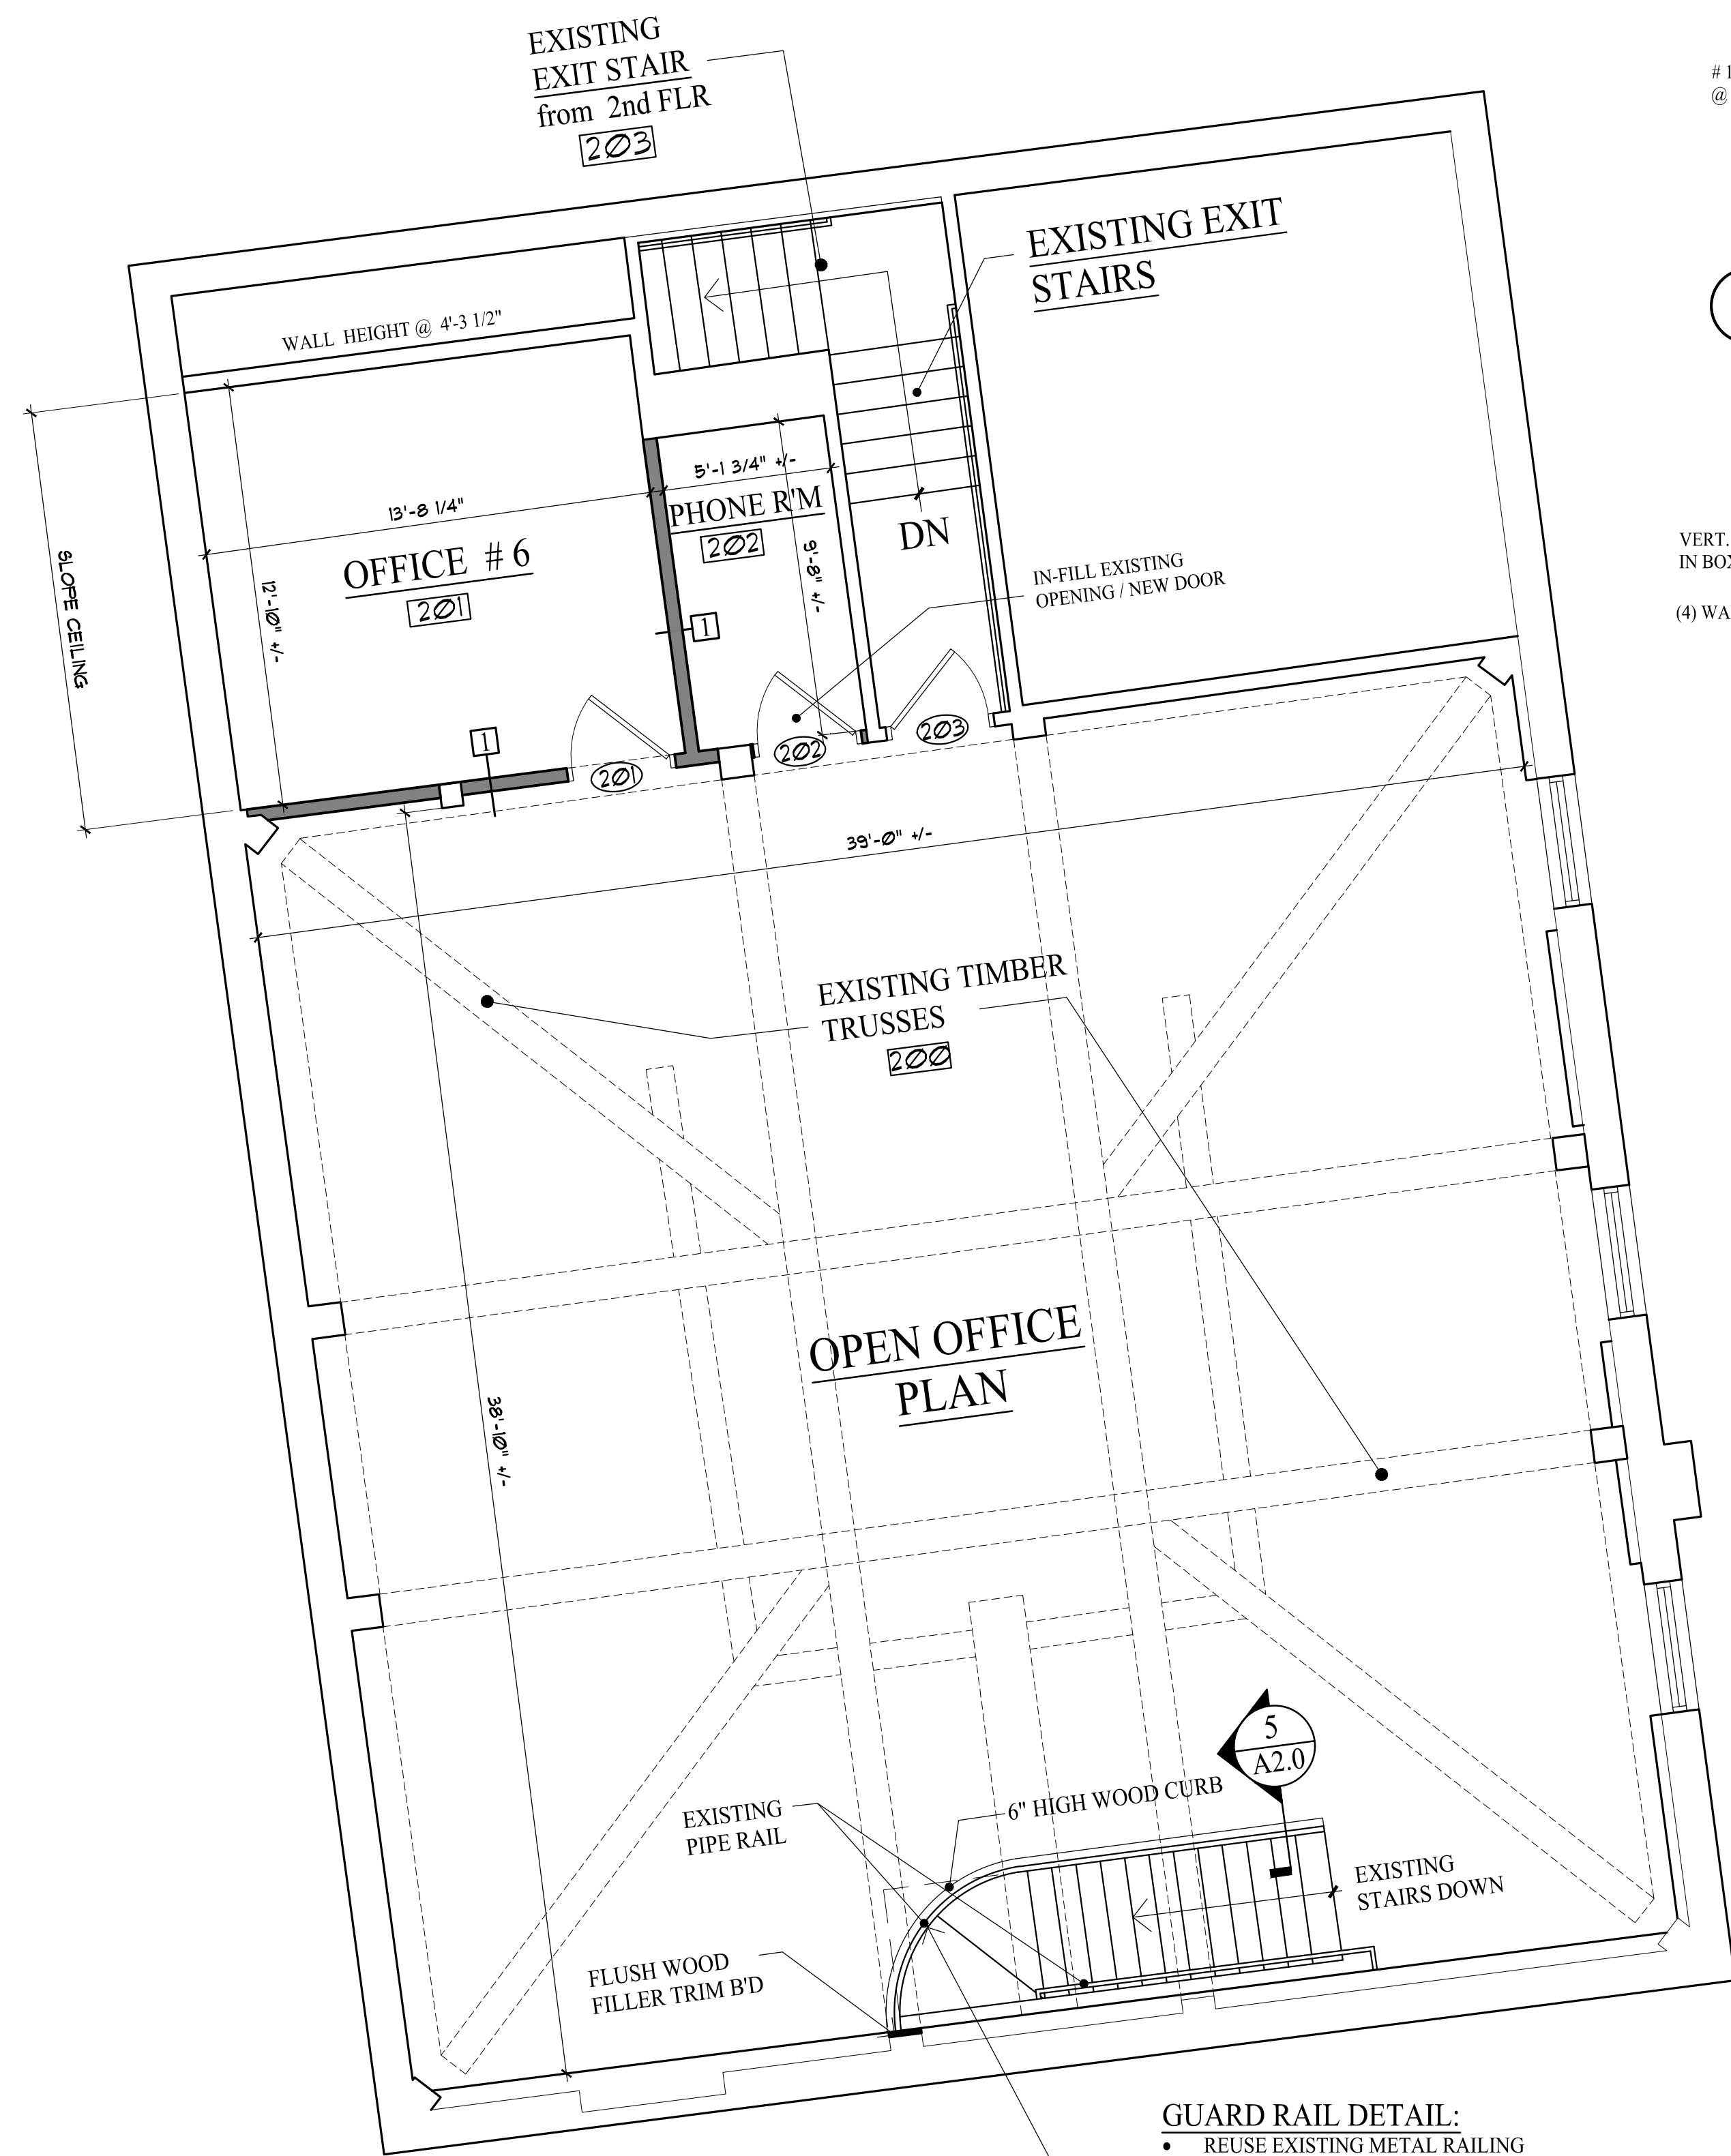 EXISTING
EXIT STAIR
from 2nd FLR
2Ø3
# 1
@
EXISTING EXIT
STAIRS
WALL HEIGHT @ 4'-3 1/2"
SLOPE CEILING
13'-8 1/4"
12'-1Ø" +/-
OFFICE # 6
2Ø1
5'-1 3/4" +/-
PHONE R'M
2Ø2
9'-8" +/-
DN
IN-FILL EXISTING
OPENING / NEW DOOR
VERT.
IN BOX
(4) WA
1
1
2Ø1
2Ø2
2Ø3
39'-Ø" +/-
EXISTING TIMBER
TRUSSES
2ØØ
OPEN OFFICE
PLAN
38'-1Ø" +/-
5
A2.0
6" HIGH WOOD CURB
EXISTING
PIPE RAIL
EXISTING
STAIRS DOWN
FLUSH WOOD
FILLER TRIM B'D
GUARD RAIL DETAIL:
• REUSE EXISTING METAL RAILING